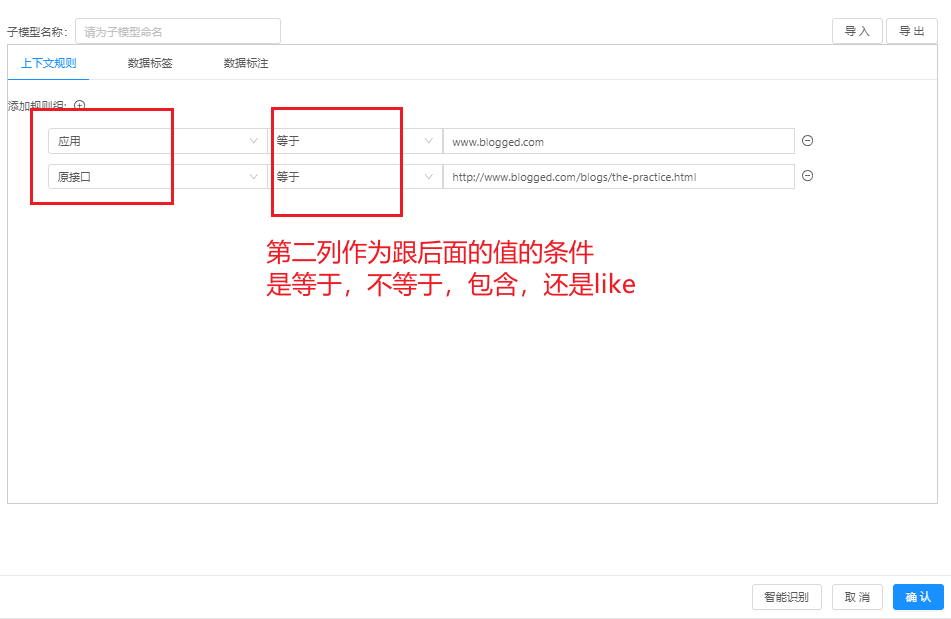 子模型名称: 请为子模型命名 导 入 导 出
上下文规则 数据标签 数据标注
添加规则组:
应用 等于 www.blogged.com
原接口 等于 http://www.blogged.com/blogs/the-practice.html
第二列作为跟后面的值的条件
是等于，不等于，包含，还是like
智能识别 取 消 确 认